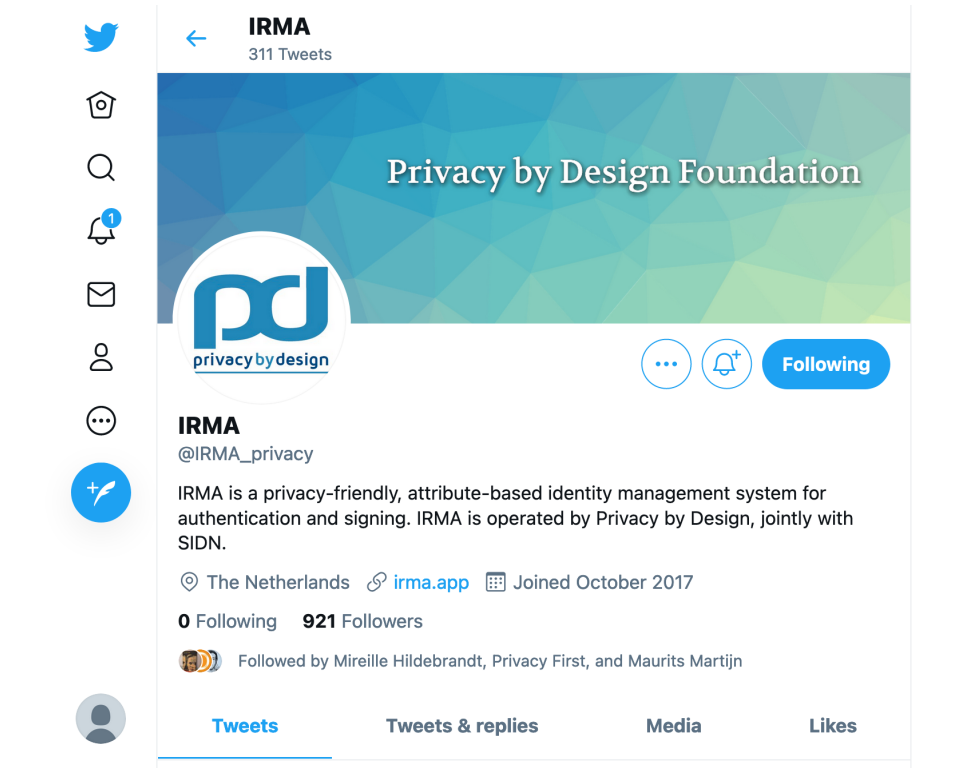 IRMA
311 Tweets
Privacy by Design Foundation
1
pd
privacybydesign
Following
IRMA
@IRMA_privacy
IRMA is a privacy-friendly, attribute-based identity management system for
authentication and signing. IRMA is operated by Privacy by Design, jointly with
SIDN.
The Netherlands irma.app Joined October 2017
0 Following 921 Followers
Followed by Mireille Hildebrandt, Privacy First, and Maurits Martijn
Tweets Tweets & replies Media Likes